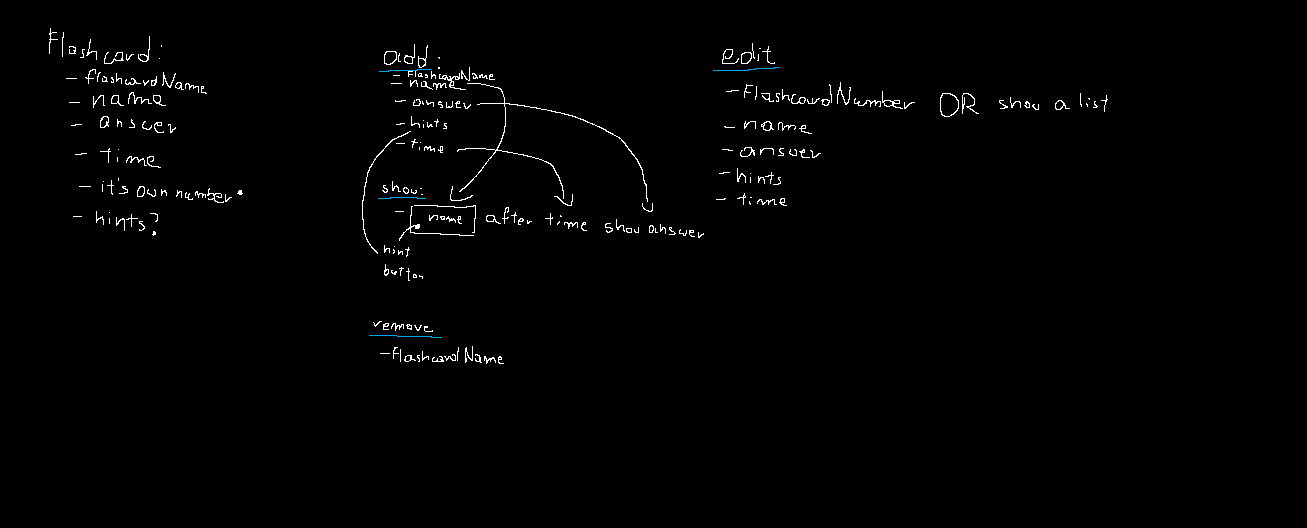 Flashcard:
- flashcardName
- name
- answer
- time
- it's own number*
- hints?
add:
- FlashcardName
- name
- answer
- hints
- time
show:
- name after time show answer
hint
button
remove
- FlashcardName
edit
- FlashcardNumber OR show a list
- name
- answer
- hints
- time